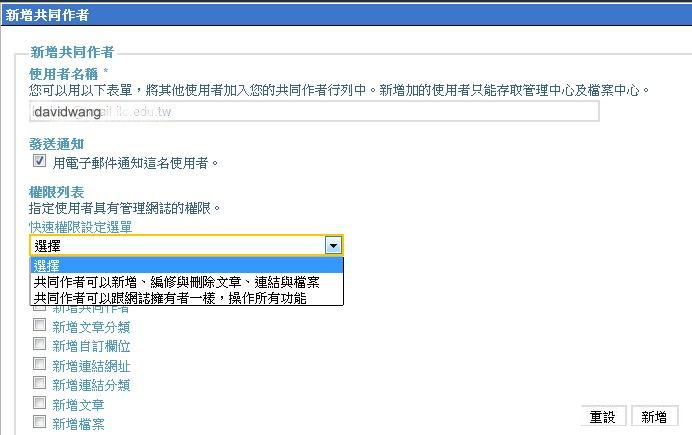 新增共同作者
新增共同作者
使用者名稱 *
您可以用以下表單，將其他使用者加入您的共同作者行列中。新增加的使用者只能存取管理中心及檔案中心。
davidwang ilc.edu.tw
發送通知
用電子郵件通知這名使用者。
權限列表
指定使用者具有管理網誌的權限。
快速權限設定選單
選擇
選擇
共同作者可以新增、編修與刪除文章、連結與檔案
共同作者可以跟網誌擁有者一樣，操作所有功能
新增共同作者
新增文章分類
新增自訂欄位
新增連結網址
新增連結分類
新增文章
新增檔案
重設 新增